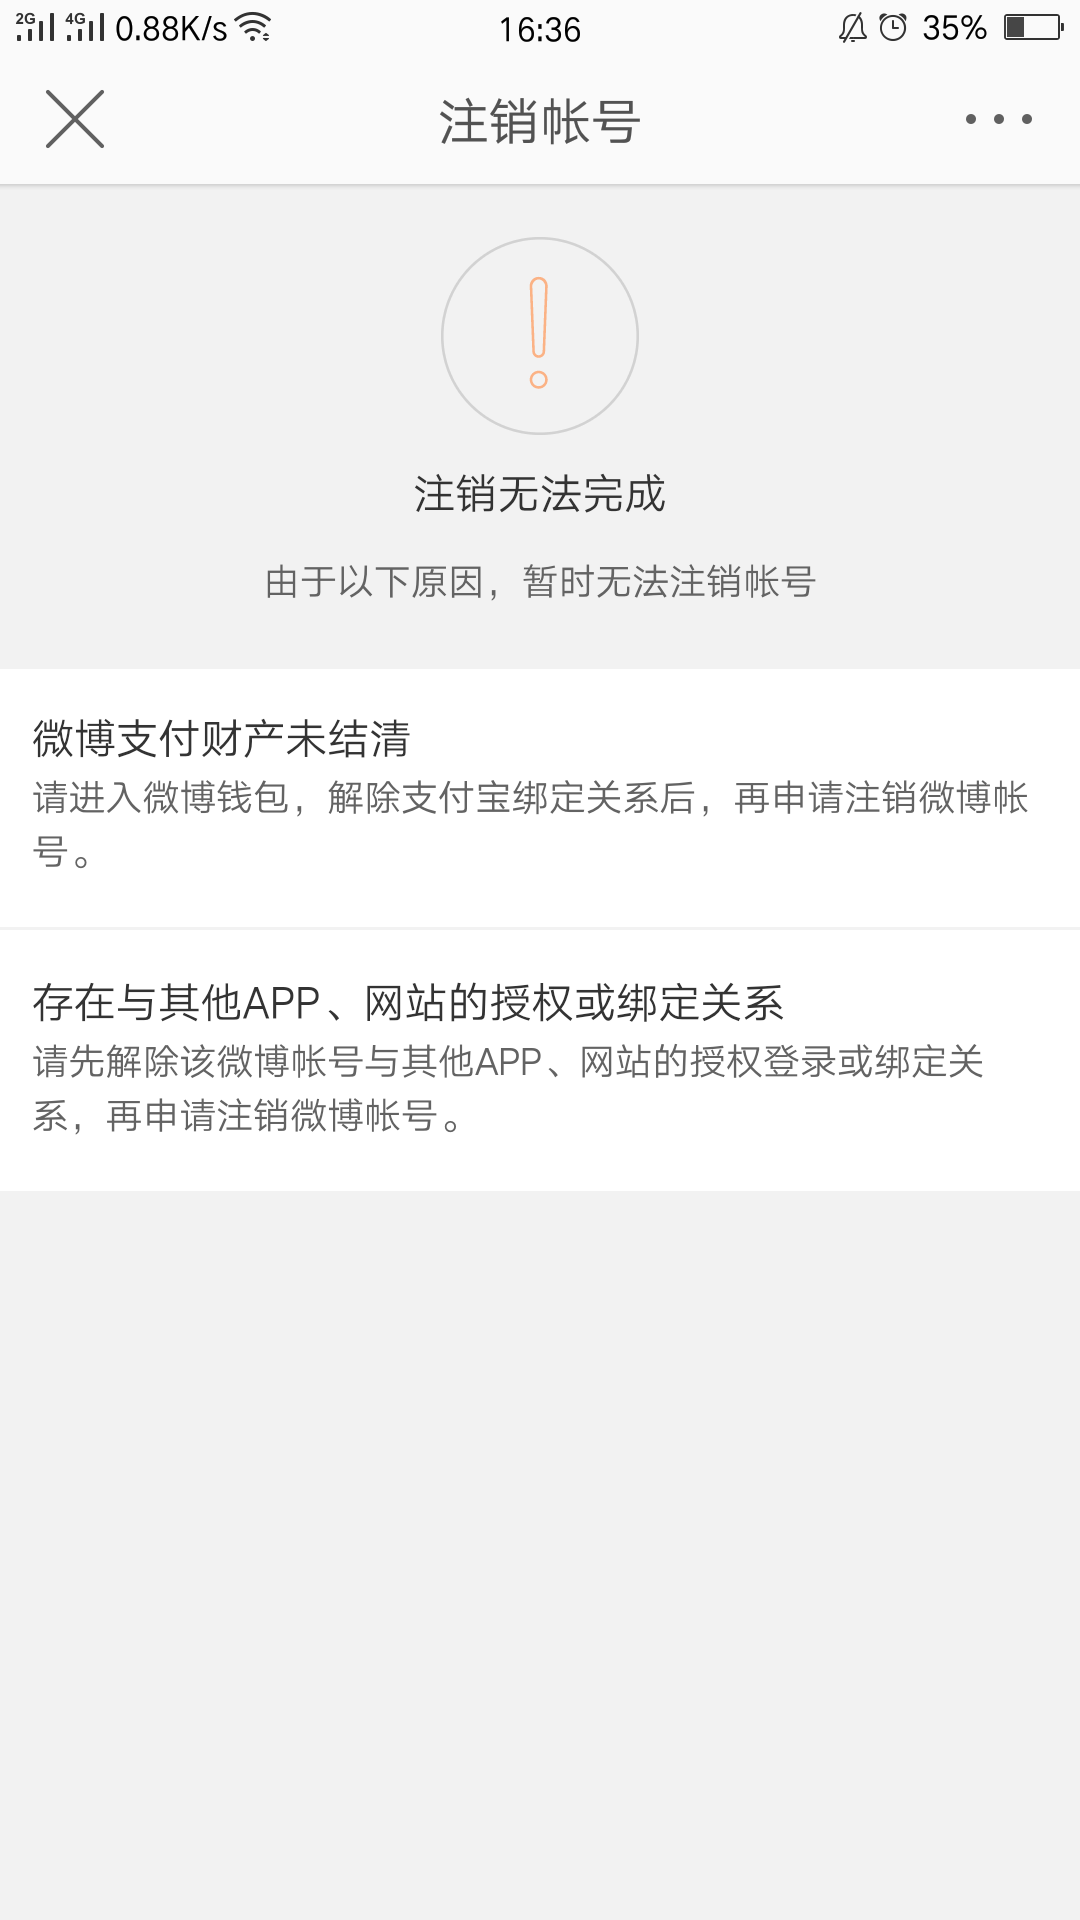 2G 4G 0.88K/s 16:36 35%
注销帐号
注销无法完成
由于以下原因，暂时无法注销帐号
微博支付财产未结清
请进入微博钱包，解除支付宝绑定关系后，再申请注销微博帐
号。
存在与其他APP、网站的授权或绑定关系
请先解除该微博帐号与其他APP、网站的授权登录或绑定关
系，再申请注销微博帐号。